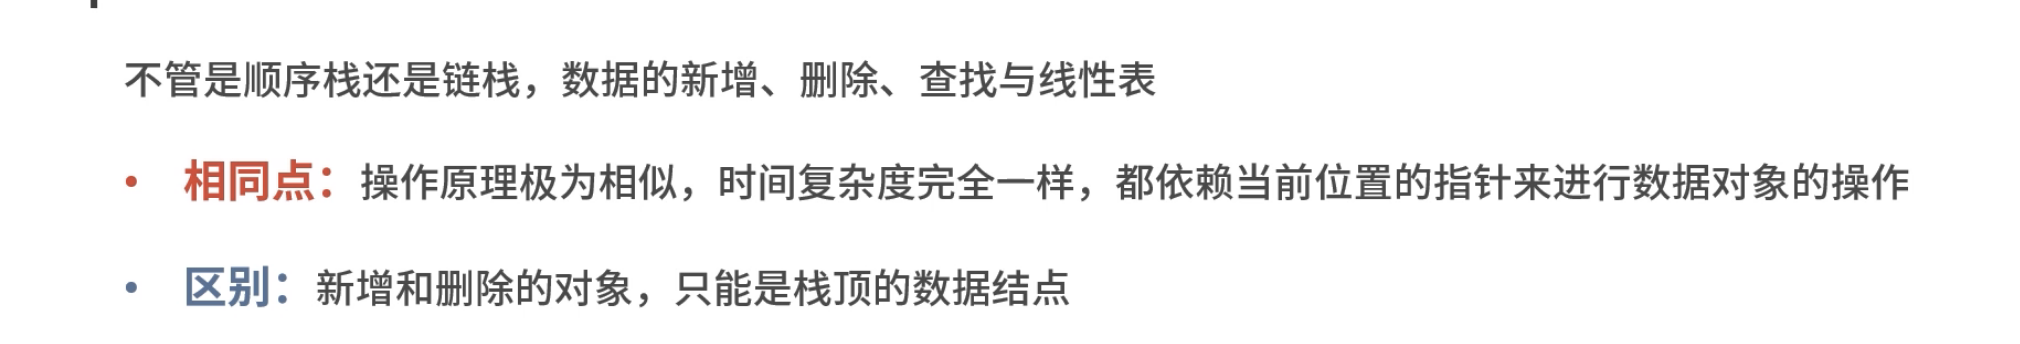 不管是顺序栈还是链栈，数据的新增、删除、查找与线性表
• 相同点：操作原理极为相似，时间复杂度完全一样，都依赖当前位置的指针来进行数据对象的操作
• 区别：新增和删除的对象，只能是栈顶的数据结点